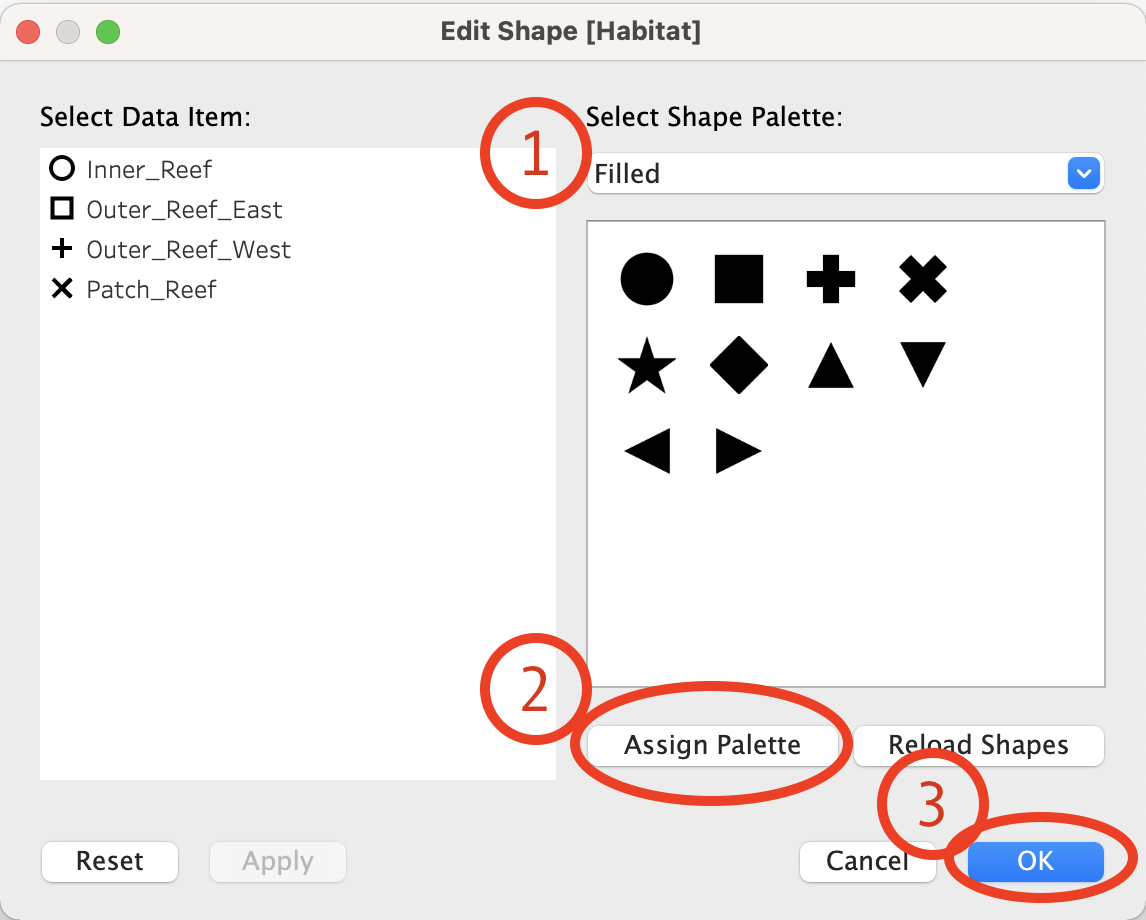 Edit Shape [Habitat]
Select Data Item:
Inner_Reef
Outer_Reef_East
Outer_Reef_West
Patch_Reef
1
Select Shape Palette:
Filled
2
Assign Palette
Reload Shapes
3
Reset
Apply
Cancel
OK